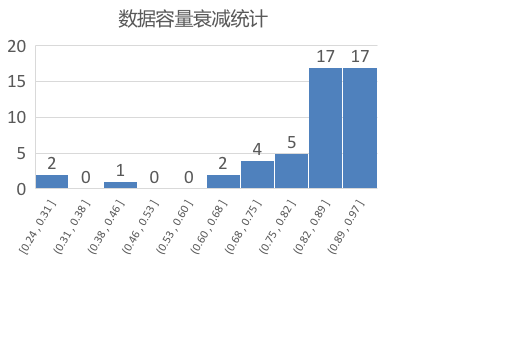 数据容量衰减统计
20
15
10
5
0
2
0
1
0
0
2
4
5
17
17
[0.24 , 0.31 ]
(0.31 , 0.38 ]
(0.38 , 0.46 ]
(0.46 , 0.53 ]
(0.53 , 0.60 ]
(0.60 , 0.68 ]
(0.68 , 0.75 ]
(0.75 , 0.82 ]
(0.82 , 0.89 ]
(0.89 , 0.97 ]